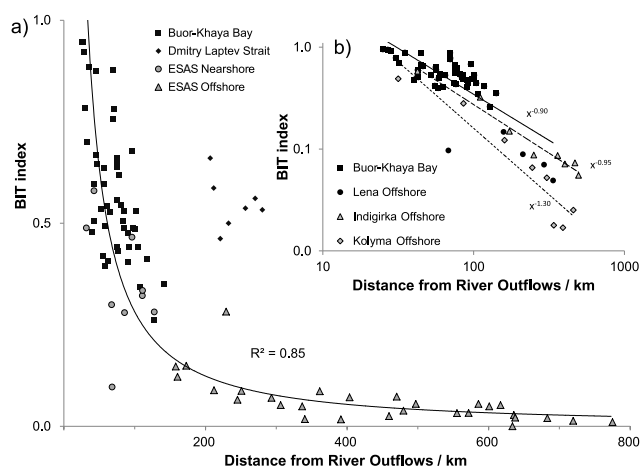 a)
BIT index
1.0
0.5
0.0
0
200
400
600
800
Distance from River Outflows / km
Buor-Khaya Bay
Dmitry Laptev Strait
ESAS Nearshore
ESAS Offshore
R² = 0.85
b)
BIT index
1.0
0.1
0.0
10
100
1000
Distance from River Outflows / km
Buor-Khaya Bay
Lena Offshore
Indigirka Offshore
Kolyma Offshore
x-0.90
x-0.95
x-1.30